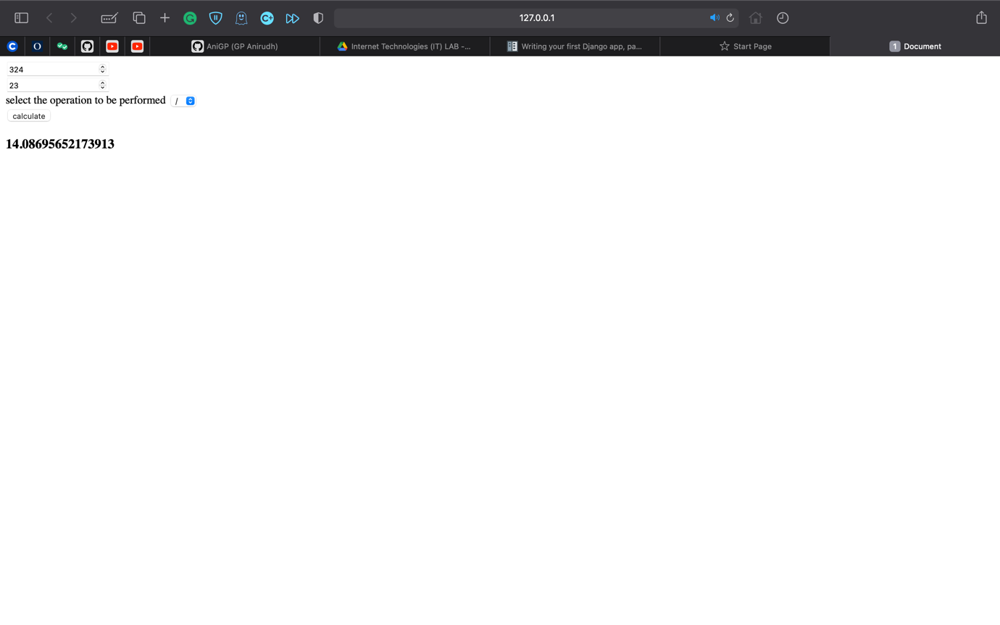 127.0.0.1
AniGP (GP Anirudh)
Internet Technologies (IT) LAB -...
Writing your first Django app, pa...
Start Page
1 Document
324
23
select the operation to be performed /
calculate
14.08695652173913